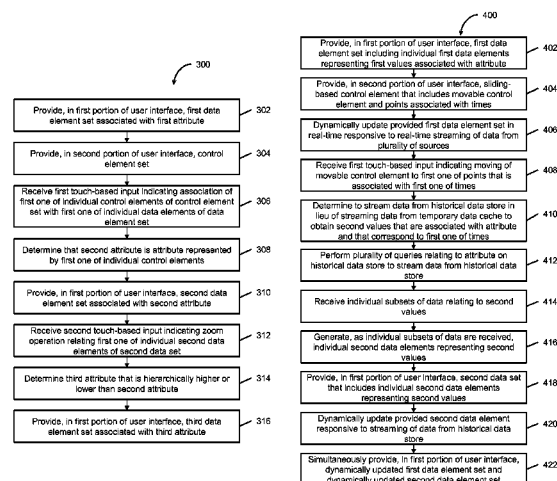 300
Provide, in first portion of user interface, first data
element set associated with first attribute
302
Provide, in second portion of user interface, control
element set
304
Receive first touch-based input indicating association of
first one of individual control elements of control element
set with first one of individual data elements of data
element set
306
Determine that second attribute is attribute represented
by first one of individual control elements
308
Provide, in first portion of user interface, second data
element set associated with second attribute
310
Receive second touch-based input indicating zoom
operation relating first one of individual second data
elements of second data set
312
Determine third attribute that is hierarchically higher or
lower than second attribute
314
Provide, in first portion of user interface, third data
element set associated with third attribute
316
400
Provide, in first portion of user interface, first data
element set including individual first data elements
representing first values associated with attribute
402
Provide, in second portion of user interface, sliding-
based control element that includes movable control
element and points associated with times
404
Dynamically update provided first data element set in
real-time responsive to real-time streaming of data from
plurality of sources
406
Receive first touch-based input indicating moving of
movable control element to first one of points that is
associated with first one of times
408
Determine to stream data from historical data store in
lieu of streaming data from temporary data cache to
obtain second values that are associated with attribute
and that correspond to first one of times
410
Perform plurality of queries relating to attribute on
historical data store to stream data from historical data
store
412
Receive individual subsets of data relating to second
values
414
Generate, as individual subsets of data are received,
individual second data elements representing second
values
416
Provide, in first portion of user interface, second data set
that includes individual second data elements
representing second values
418
Dynamically update provided second data element
responsive to streaming of data from historical data
store
420
Simultaneously provide, in first portion of user interface,
dynamically updated first data element set and
dynamically updated second data element set
422